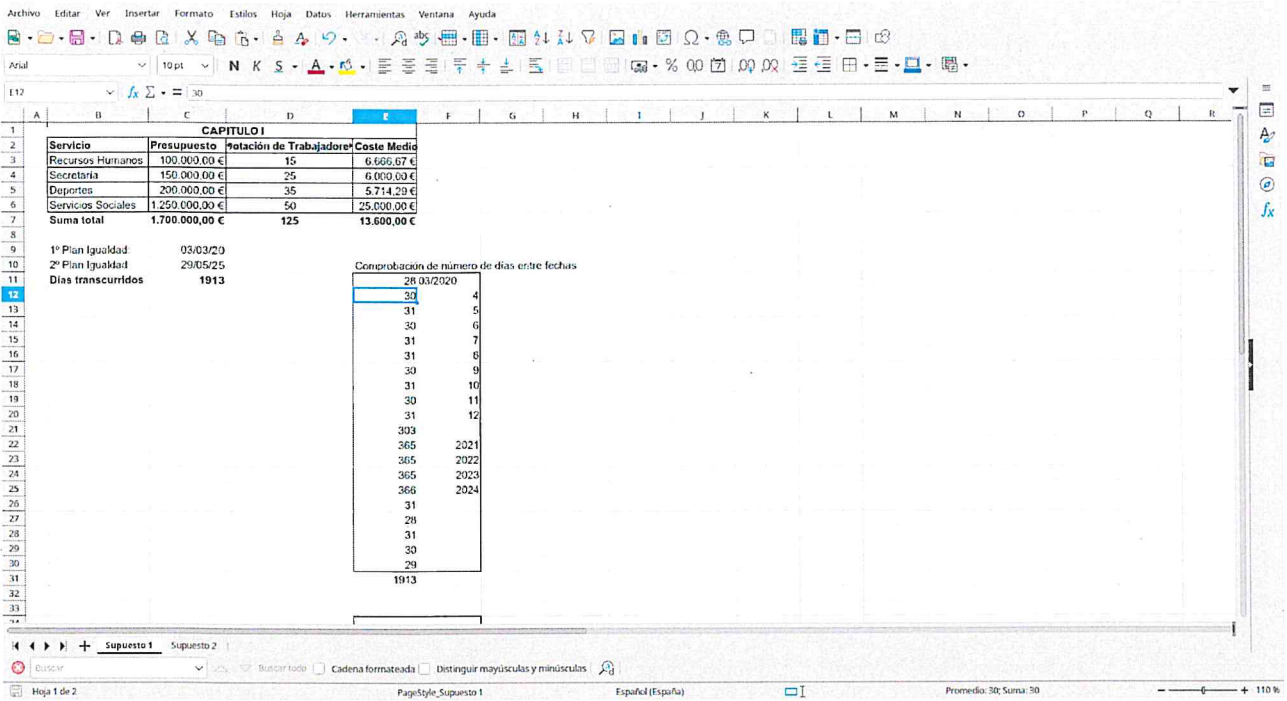 Archivo Editar Ver Insertar Formato Estilos Hoja Datos Herramientas Ventana Ayuda
Arial 10 pt N K S
E12 fx Σ = 30
A B C D E F G H I J K L M N O P Q R
1 CAPITULO I
2 Servicio Presupuesto otación de Trabajadore Coste Medio
3 Recursos Humanos 100.000,00 € 15 6.666,67 €
4 Secretaría 150.000,00 € 25 6.000,00 €
5 Deportes 200.000,00 € 35 5.714,29 €
6 Servicios Sociales 1.250.000,00 € 50 25.000,00 €
7 Suma total 1.700.000,00 € 125 13.600,00 €
8
9 1º Plan Igualdad 03/03/20
10 2º Plan Igualdad 29/05/25 Comprobación de número de días entre fechas
11 Días transcurridos 1913 28 03/2020
12 30 4
13 31 5
14 30 6
15 31 7
16 31 8
17 30 9
18 31 10
19 30 11
20 31 12
21 303
22 365 2021
23 365 2022
24 365 2023
25 366 2024
26 31
27 28
28 31
29 30
30 29
31 1913
32
33
34
Supuesto 1 Supuesto 2
Buscar Buscar todo Cadena formateada Distinguir mayúsculas y minúsculas
Hoja 1 de 2 PageStyle_Supuesto 1 Español (España) Promedio: 30; Suma: 30 110 %